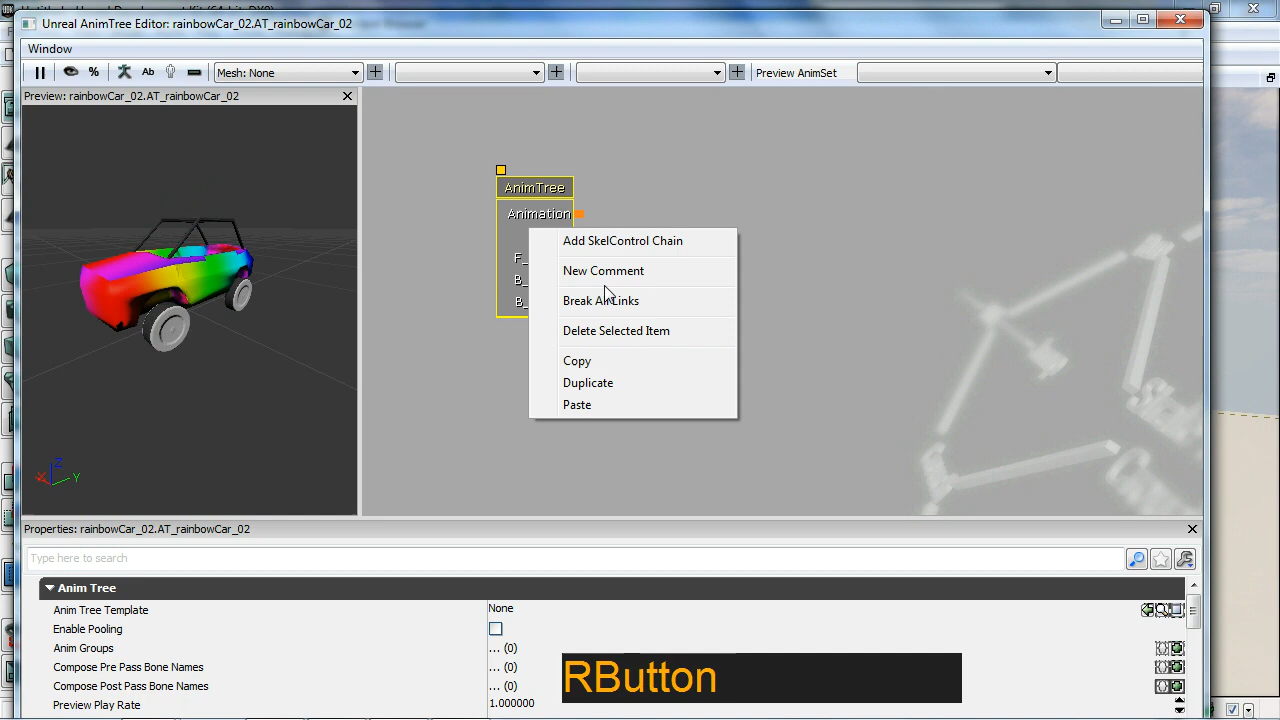 Unreal AnimTree Editor: rainbowCar_02.AT_rainbowCar_02
Window
Mesh: None
Preview AnimSet
Preview: rainbowCar_02.AT_rainbowCar_02
AnimTree
Animation
F_
B_
B_
Add SkelControl Chain
New Comment
Break All Links
Delete Selected Item
Copy
Duplicate
Paste
Z
X Y
Properties: rainbowCar_02.AT_rainbowCar_02
Type here to search
Anim Tree
Anim Tree Template None
Enable Pooling
Anim Groups ... (0)
Compose Pre Pass Bone Names ... (0)
Compose Post Pass Bone Names ... (0)
Preview Play Rate 1.000000
RButton